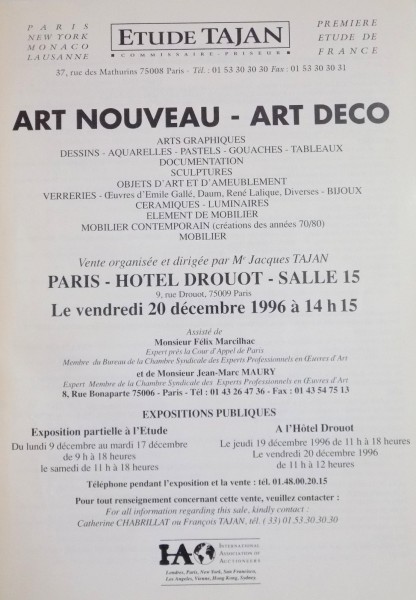 PARIS
NEW YORK
MONACO
LAUSANNE
ETUDE TAJAN
COMMISSAIRE-PRISEUR
PREMIERE
ETUDE DE
FRANCE
37, rue des Mathurins 75008 Paris - Tél. : 01 53 30 30 30 Fax : 01 53 30 30 31
ART NOUVEAU - ART DECO
ARTS GRAPHIQUES
DESSINS - AQUARELLES - PASTELS - GOUACHES - TABLEAUX
DOCUMENTATION
SCULPTURES
OBJETS D'ART ET D'AMEUBLEMENT
VERRERIES - Œuvres d'Emile Gallé, Daum, René Lalique, Diverses - BIJOUX
CERAMIQUES - LUMINAIRES
ELEMENT DE MOBILIER
MOBILIER CONTEMPORAIN (créations des années 70/80)
MOBILIER
Vente organisée et dirigée par Me Jacques TAJAN
PARIS - HOTEL DROUOT - SALLE 15
9, rue Drouot, 75009 Paris
Le vendredi 20 décembre 1996 à 14 h 15
Assisté de
Monsieur Félix Marcilhac
Expert près la Cour d'Appel de Paris
Membre du Bureau de la Chambre Syndicale des Experts Professionnels en Œuvres d'Art
et de Monsieur Jean-Marc MAURY
Expert Membre de la Chambre Syndicale des Experts Professionnels en Œuvres d'Art
8, Rue Bonaparte 75006 - Paris - Tél : 01 43 26 47 36 - Fax : 01 43 54 75 13
EXPOSITIONS PUBLIQUES
Exposition partielle à l'Etude
Du lundi 9 décembre au mardi 17 décembre
de 9 h à 18 heures
le samedi de 11 h à 18 heures
A l'Hôtel Drouot
Le jeudi 19 décembre 1996 de 11 h à 18 heures
Le vendredi 20 décembre 1996
de 11 h à 12 heures
Téléphone pendant l'exposition et la vente : tél. 01.48.00.20.15
Pour tout renseignement concernant cette vente, veuillez contacter :
For all information regarding this sale, kindly contact :
Catherine CHABRILLAT ou François TAJAN, tél. ( 33) 01.53.30.30.30
IAA
INTERNATIONAL
ASSOCIATION OF
AUCTIONEERS
Londres, Paris, New York, San Francisco,
Los Angeles, Vienne, Hong Kong, Sydney